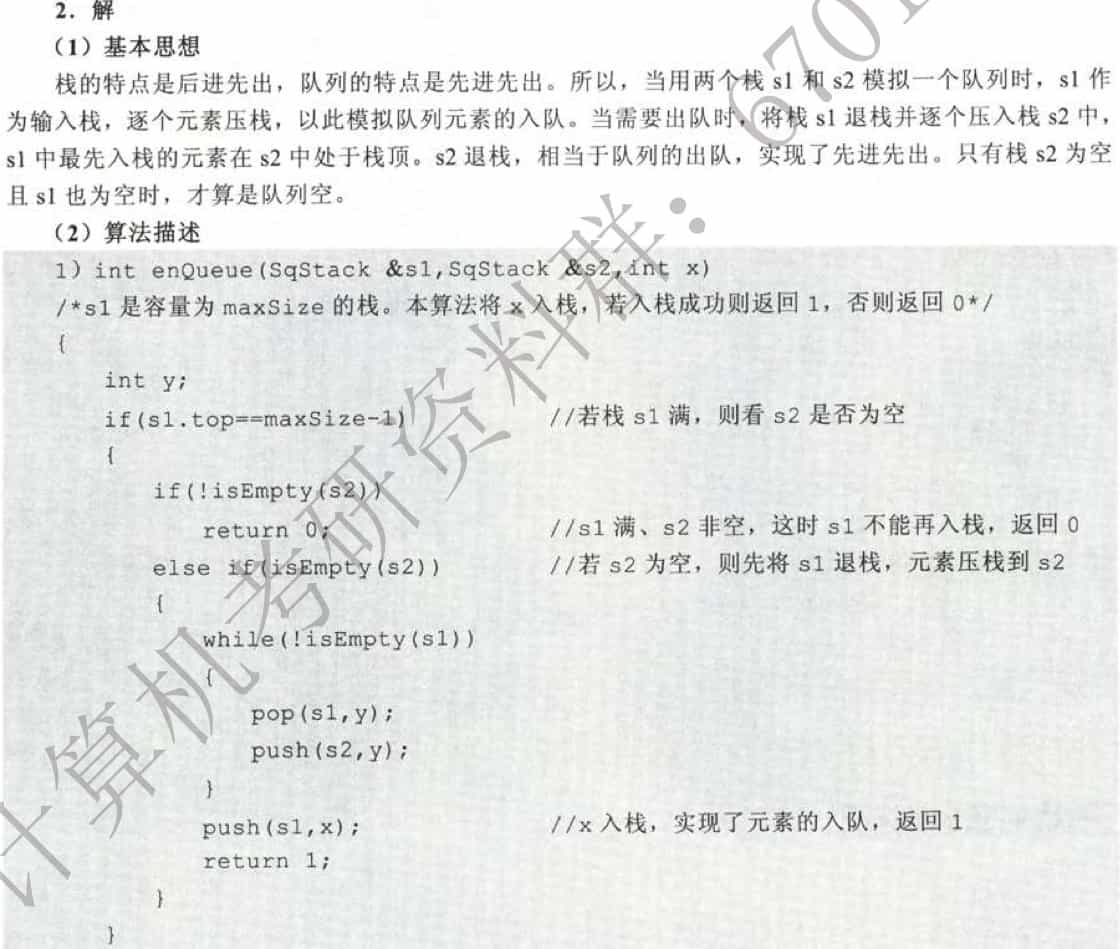 2．解
（1）基本思想
栈的特点是后进先出，队列的特点是先进先出。所以，当用两个栈 s1 和 s2 模拟一个队列时，s1 作
为输入栈，逐个元素压栈，以此模拟队列元素的入队。当需要出队时，将栈 s1 退栈并逐个压入栈 s2 中，
s1 中最先入栈的元素在 s2 中处于栈顶。s2 退栈，相当于队列的出队，实现了先进先出。只有栈 s2 为空
且 s1 也为空时，才算是队列空。
（2）算法描述
1) int enQueue(SqStack &s1,SqStack &s2,int x)
/*s1 是容量为 maxSize 的栈。本算法将 x 入栈，若入栈成功则返回 1，否则返回 0*/
{
int y;
if(s1.top==maxSize-1) //若栈 s1 满，则看 s2 是否为空
{
if(!isEmpty(s2))
return 0; //s1 满、s2 非空，这时 s1 不能再入栈，返回 0
else if(isEmpty(s2)) //若 s2 为空，则先将 s1 退栈，元素压栈到 s2
{
while(!isEmpty(s1))
{
pop(s1,y);
push(s2,y);
}
push(s1,x); //x 入栈，实现了元素的入队，返回 1
return 1;
}
}
计算机考研资料群：6701